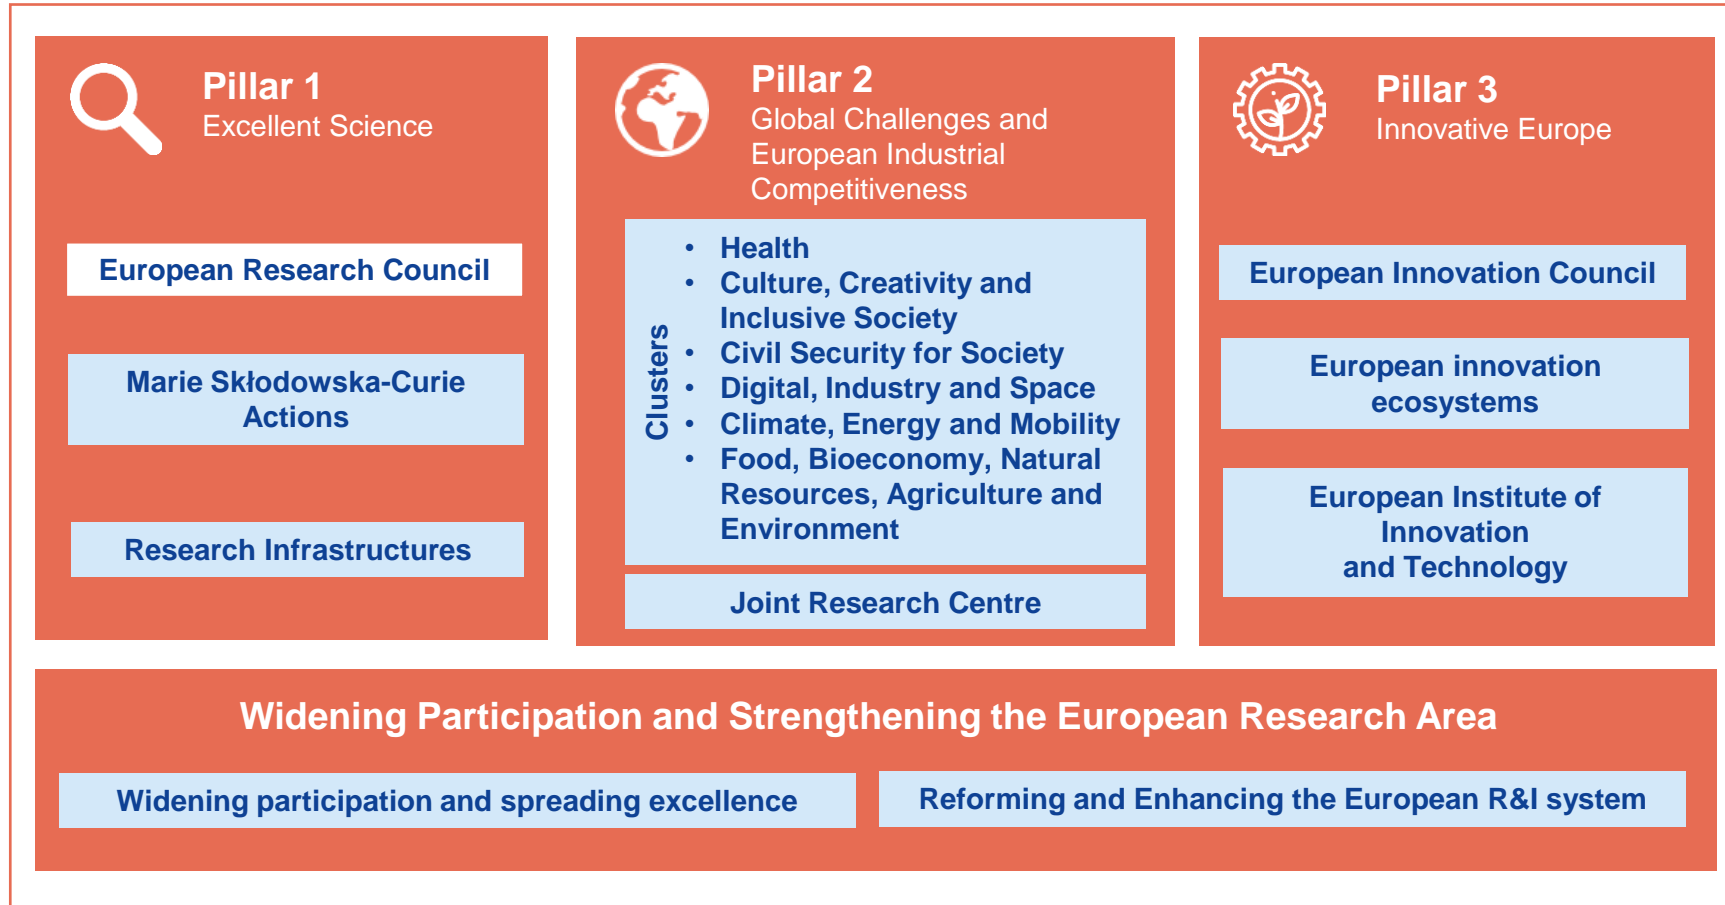 Pillar 1
Excellent Science
European Research Council
Marie Skłodowska-Curie
Actions
Research Infrastructures
Pillar 2
Global Challenges and
European Industrial
Competitiveness
Clusters
• Health
• Culture, Creativity and
Inclusive Society
• Civil Security for Society
• Digital, Industry and Space
• Climate, Energy and Mobility
• Food, Bioeconomy, Natural
Resources, Agriculture and
Environment
Joint Research Centre
Pillar 3
Innovative Europe
European Innovation Council
European innovation
ecosystems
European Institute of
Innovation
and Technology
Widening Participation and Strengthening the European Research Area
Widening participation and spreading excellence
Reforming and Enhancing the European R&I system